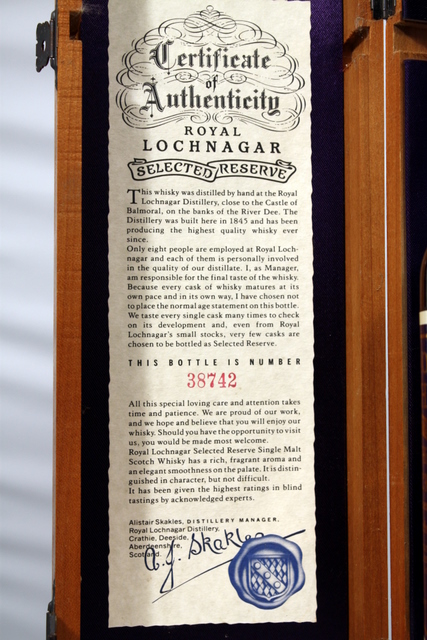 Certificate
of
Authenticity
ROYAL
LOCHNAGAR
SELECTED RESERVE
This whisky was distilled by hand at the Royal
Lochnagar Distillery, close to the Castle of
Balmoral, on the banks of the River Dee. The
Distillery was built here in 1845 and has been
producing the highest quality whisky ever
since.
Only eight people are employed at Royal Loch-
nagar and each of them is personally involved
in the quality of our distillate. I, as Manager,
am responsible for the final taste of the whisky.
Because every cask of whisky matures at its
own pace and in its own way, I have chosen not
to place the normal age statement on this bottle.
We taste every single cask many times to check
on its development and, even from Royal
Lochnagar's small stocks, very few casks are
chosen to be bottled as Selected Reserve.
THIS BOTTLE IS NUMBER
38742
All this special loving care and attention takes
time and patience. We are proud of our work,
and we hope and believe that you will enjoy our
whisky. Should you have the opportunity to visit
us, you would be made most welcome.
Royal Lochnagar Selected Reserve Single Malt
Scotch Whisky has a rich, fragrant aroma and
an elegant smoothness on the palate. It is distin-
guished in character, but not difficult.
It has been given the highest ratings in blind
tastings by acknowledged experts.
Alistair Skakles, DISTILLERY MANAGER,
Royal Lochnagar Distillery,
Crathie, Deeside,
Aberdeenshire,
Scotland.
A.J. Skakles